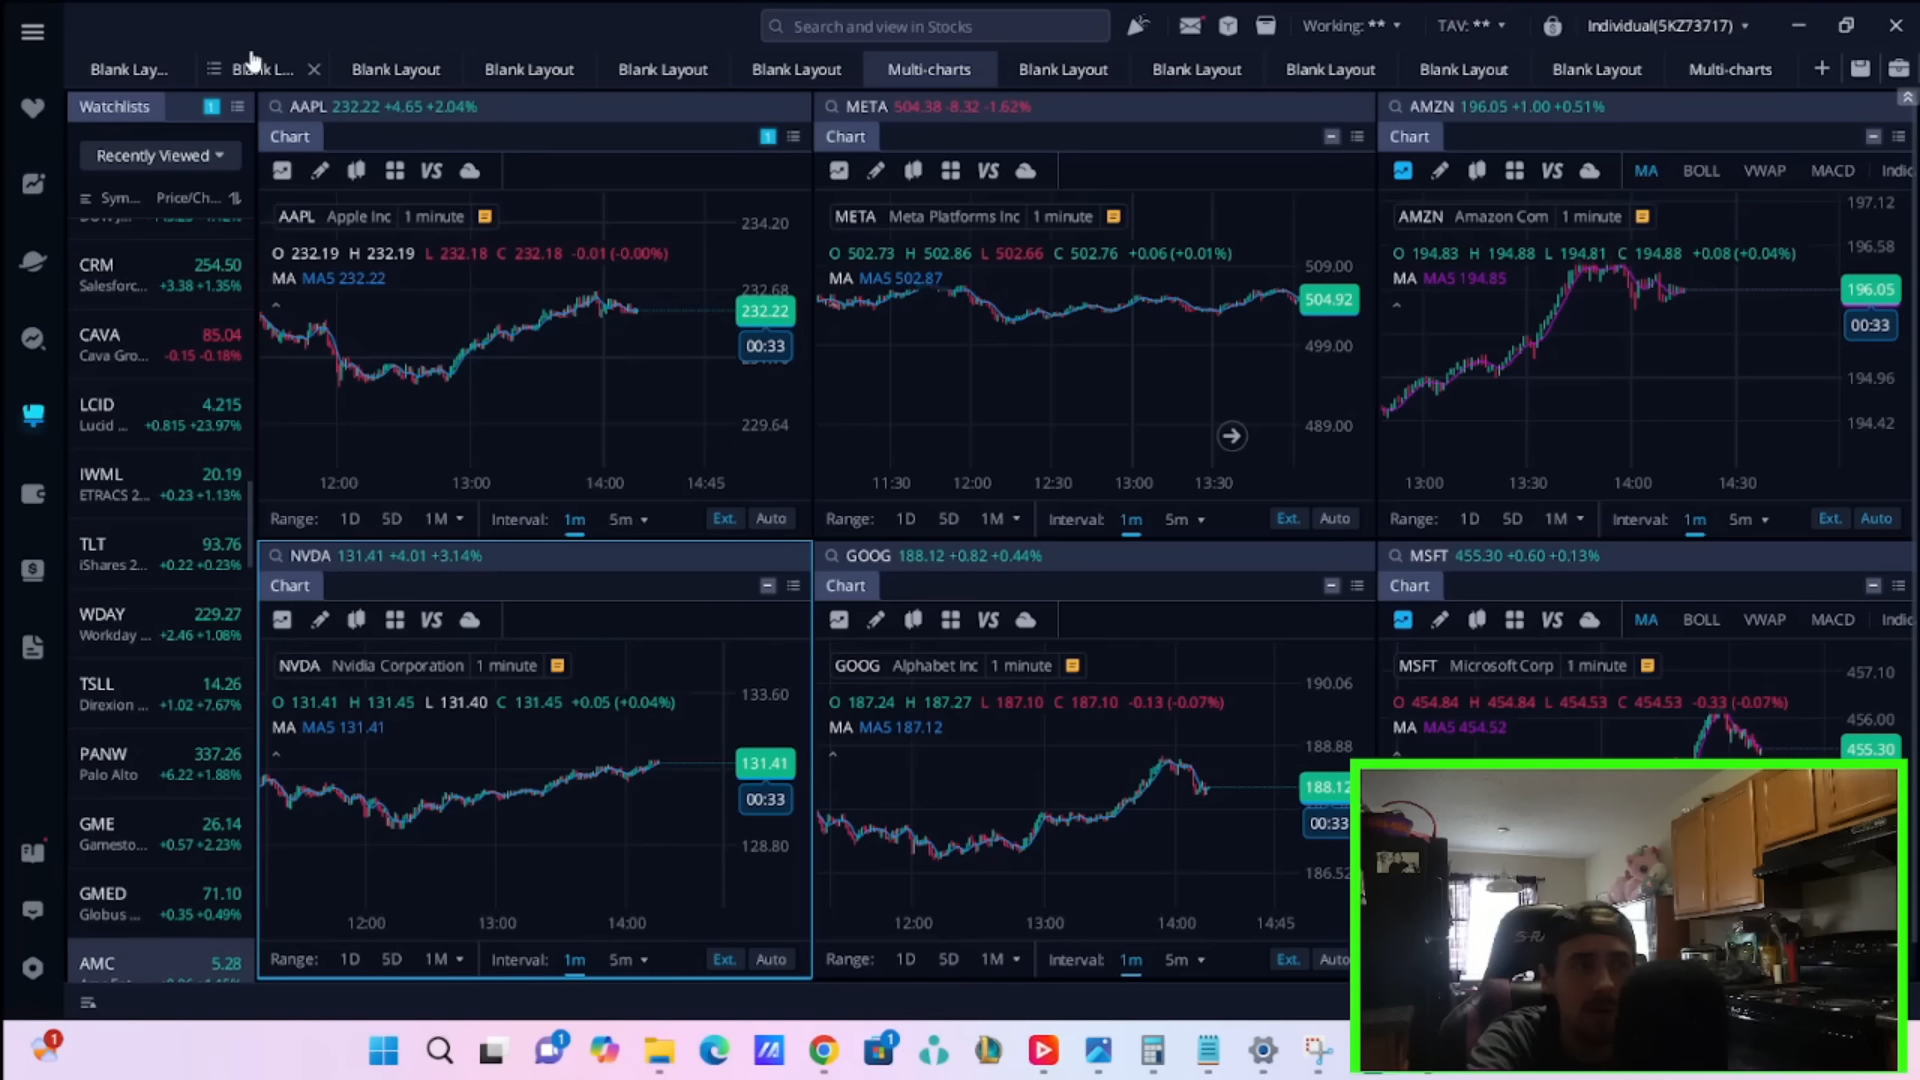 Search and view in Stocks
Working: **
TAV: **
Individual(5KZ73717)
Blank Lay...
Blank L...
Blank Layout
Blank Layout
Blank Layout
Blank Layout
Multi-charts
Blank Layout
Blank Layout
Blank Layout
Blank Layout
Blank Layout
Multi-charts
Watchlists 1
Recently Viewed
Sym... Price/Ch...
CRM 254.50
Salesforc... +3.38 +1.35%
CAVA 85.04
Cava Gro... -0.15 -0.18%
LCID 4.215
Lucid ... +0.815 +23.97%
IWML 20.19
ETRACS 2... +0.23 +1.13%
TLT 93.76
iShares 2... +0.22 +0.23%
WDAY 229.27
Workday ... +2.46 +1.08%
TSLL 14.26
Direxion ... +1.02 +7.67%
PANW 337.26
Palo Alto +6.22 +1.88%
GME 26.14
Gamesto... +0.57 +2.23%
GMED 71.10
Globus ... +0.35 +0.49%
AMC 5.28
AAPL 232.22 +4.65 +2.04%
Chart 1
VS
AAPL Apple Inc 1 minute
O 232.19 H 232.19 L 232.18 C 232.18 -0.01 (-0.00%)
MA MA5 232.22
234.20
232.68
232.22
00:33
229.64
12:00 13:00 14:00 14:45
Range: 1D 5D 1M Interval: 1m 5m Ext. Auto
META 504.38 -8.32 -1.62%
Chart
VS
META Meta Platforms Inc 1 minute
O 502.73 H 502.86 L 502.66 C 502.76 +0.06 (+0.01%)
MA MA5 502.87
509.00
504.92
499.00
489.00
11:30 12:00 12:30 13:00 13:30
Range: 1D 5D 1M Interval: 1m 5m Ext. Auto
AMZN 196.05 +1.00 +0.51%
Chart
VS MA BOLL VWAP MACD Indic
AMZN Amazon Com 1 minute
O 194.83 H 194.88 L 194.81 C 194.88 +0.08 (+0.04%)
MA MA5 194.85
197.12
196.58
196.05
00:33
194.96
194.42
13:00 13:30 14:00 14:30
Range: 1D 5D 1M Interval: 1m 5m Ext. Auto
NVDA 131.41 +4.01 +3.14%
Chart
VS
NVDA Nvidia Corporation 1 minute
O 131.41 H 131.45 L 131.40 C 131.45 +0.05 (+0.04%)
MA MA5 131.41
133.60
131.41
00:33
128.80
12:00 13:00 14:00
Range: 1D 5D 1M Interval: 1m 5m Ext. Auto
GOOG 188.12 +0.82 +0.44%
Chart
VS
GOOG Alphabet Inc 1 minute
O 187.24 H 187.27 L 187.10 C 187.10 -0.13 (-0.07%)
MA MA5 187.12
190.06
188.88
188.12
00:33
186.52
12:00 13:00 14:00 14:45
Range: 1D 5D 1M Interval: 1m 5m Ext. Auto
MSFT 455.30 +0.60 +0.13%
Chart
VS MA BOLL VWAP MACD Indic
MSFT Microsoft Corp 1 minute
O 454.84 H 454.84 L 454.53 C 454.53 -0.33 (-0.07%)
MA MA5 454.52
457.10
456.00
455.30
1
1
1